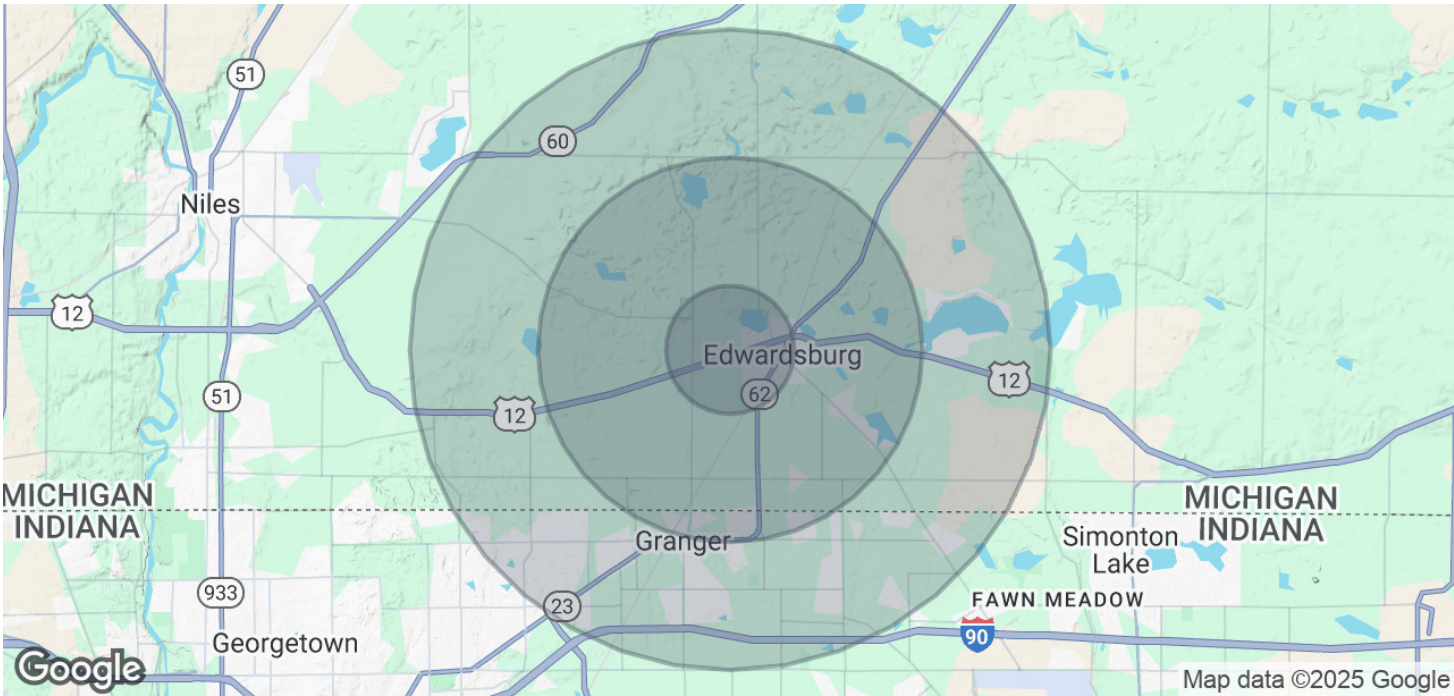 51
60
Niles
12
Edwardsburg
12
62
51
12
MICHIGAN
INDIANA
MICHIGAN
INDIANA
Granger
Simonton
Lake
933
23
FAWN MEADOW
90
Georgetown
Google
Map data ©2025 Google